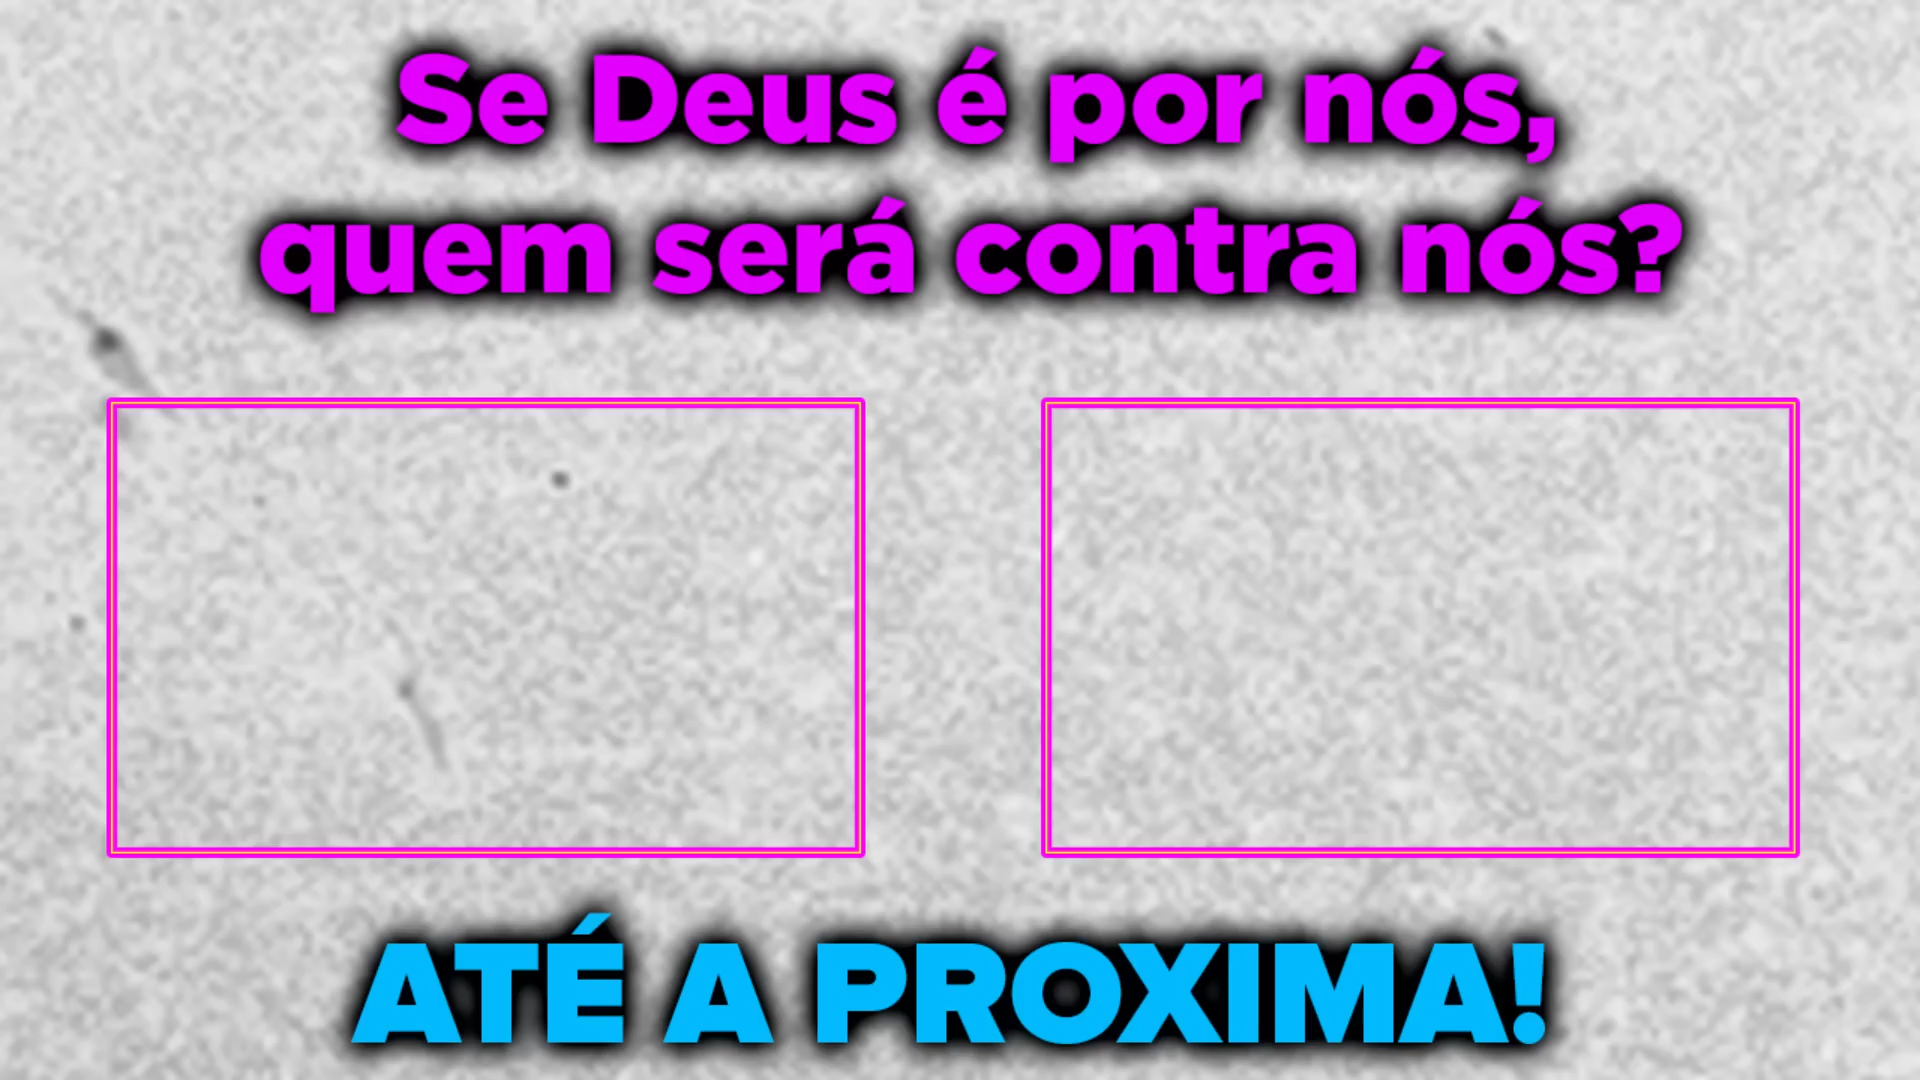 Se Deus é por nós,
quem será contra nós?
ATÉ A PROXIMA!